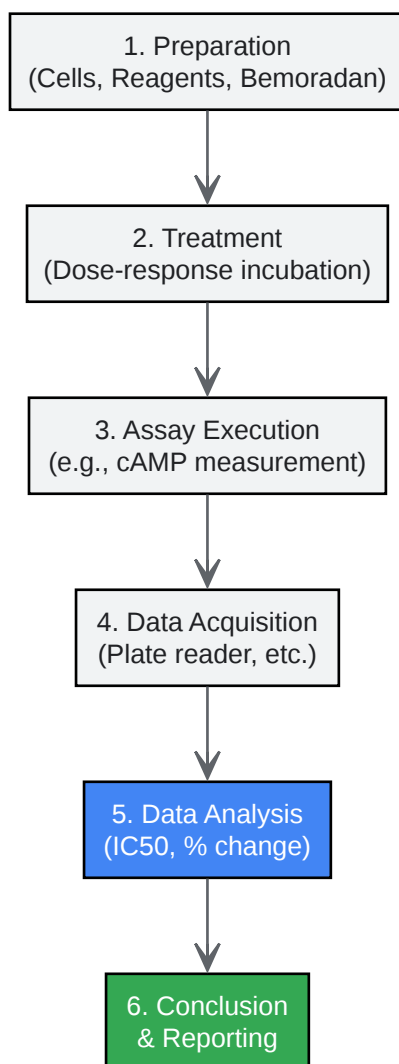 1. Preparation
(Cells, Reagents, Bemoradan)
2. Treatment
(Dose-response incubation)
3. Assay Execution
(e.g., cAMP measurement)
4. Data Acquisition
(Plate reader, etc.)
5. Data Analysis
(IC50, % change)
6. Conclusion
& Reporting